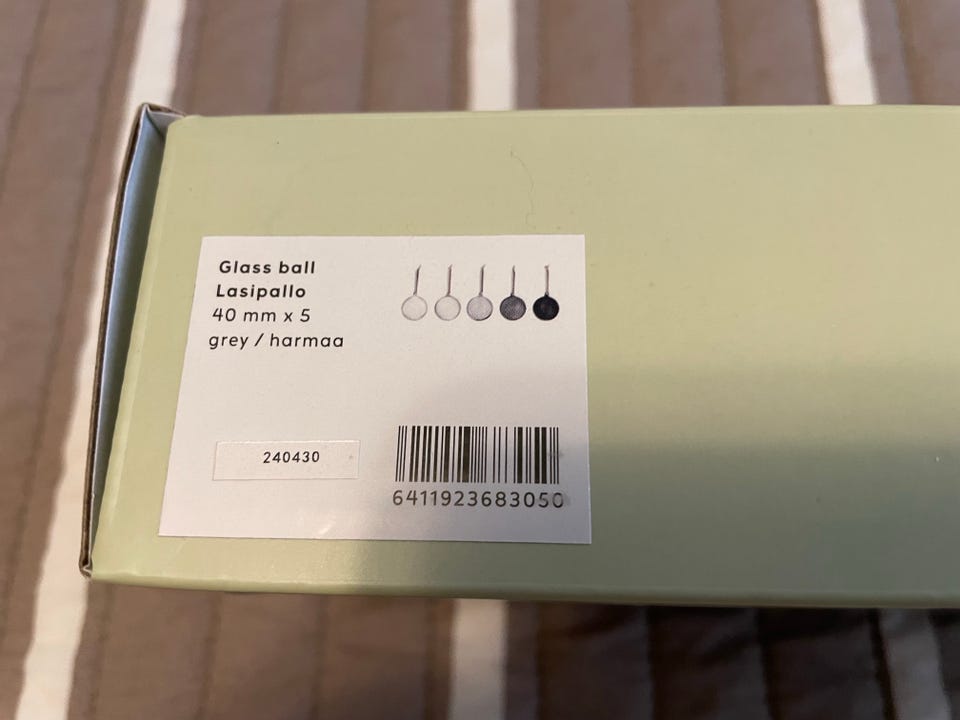 Glass ball
Lasipallo
40 mm x 5
grey / harmaa
240430
6411923683050